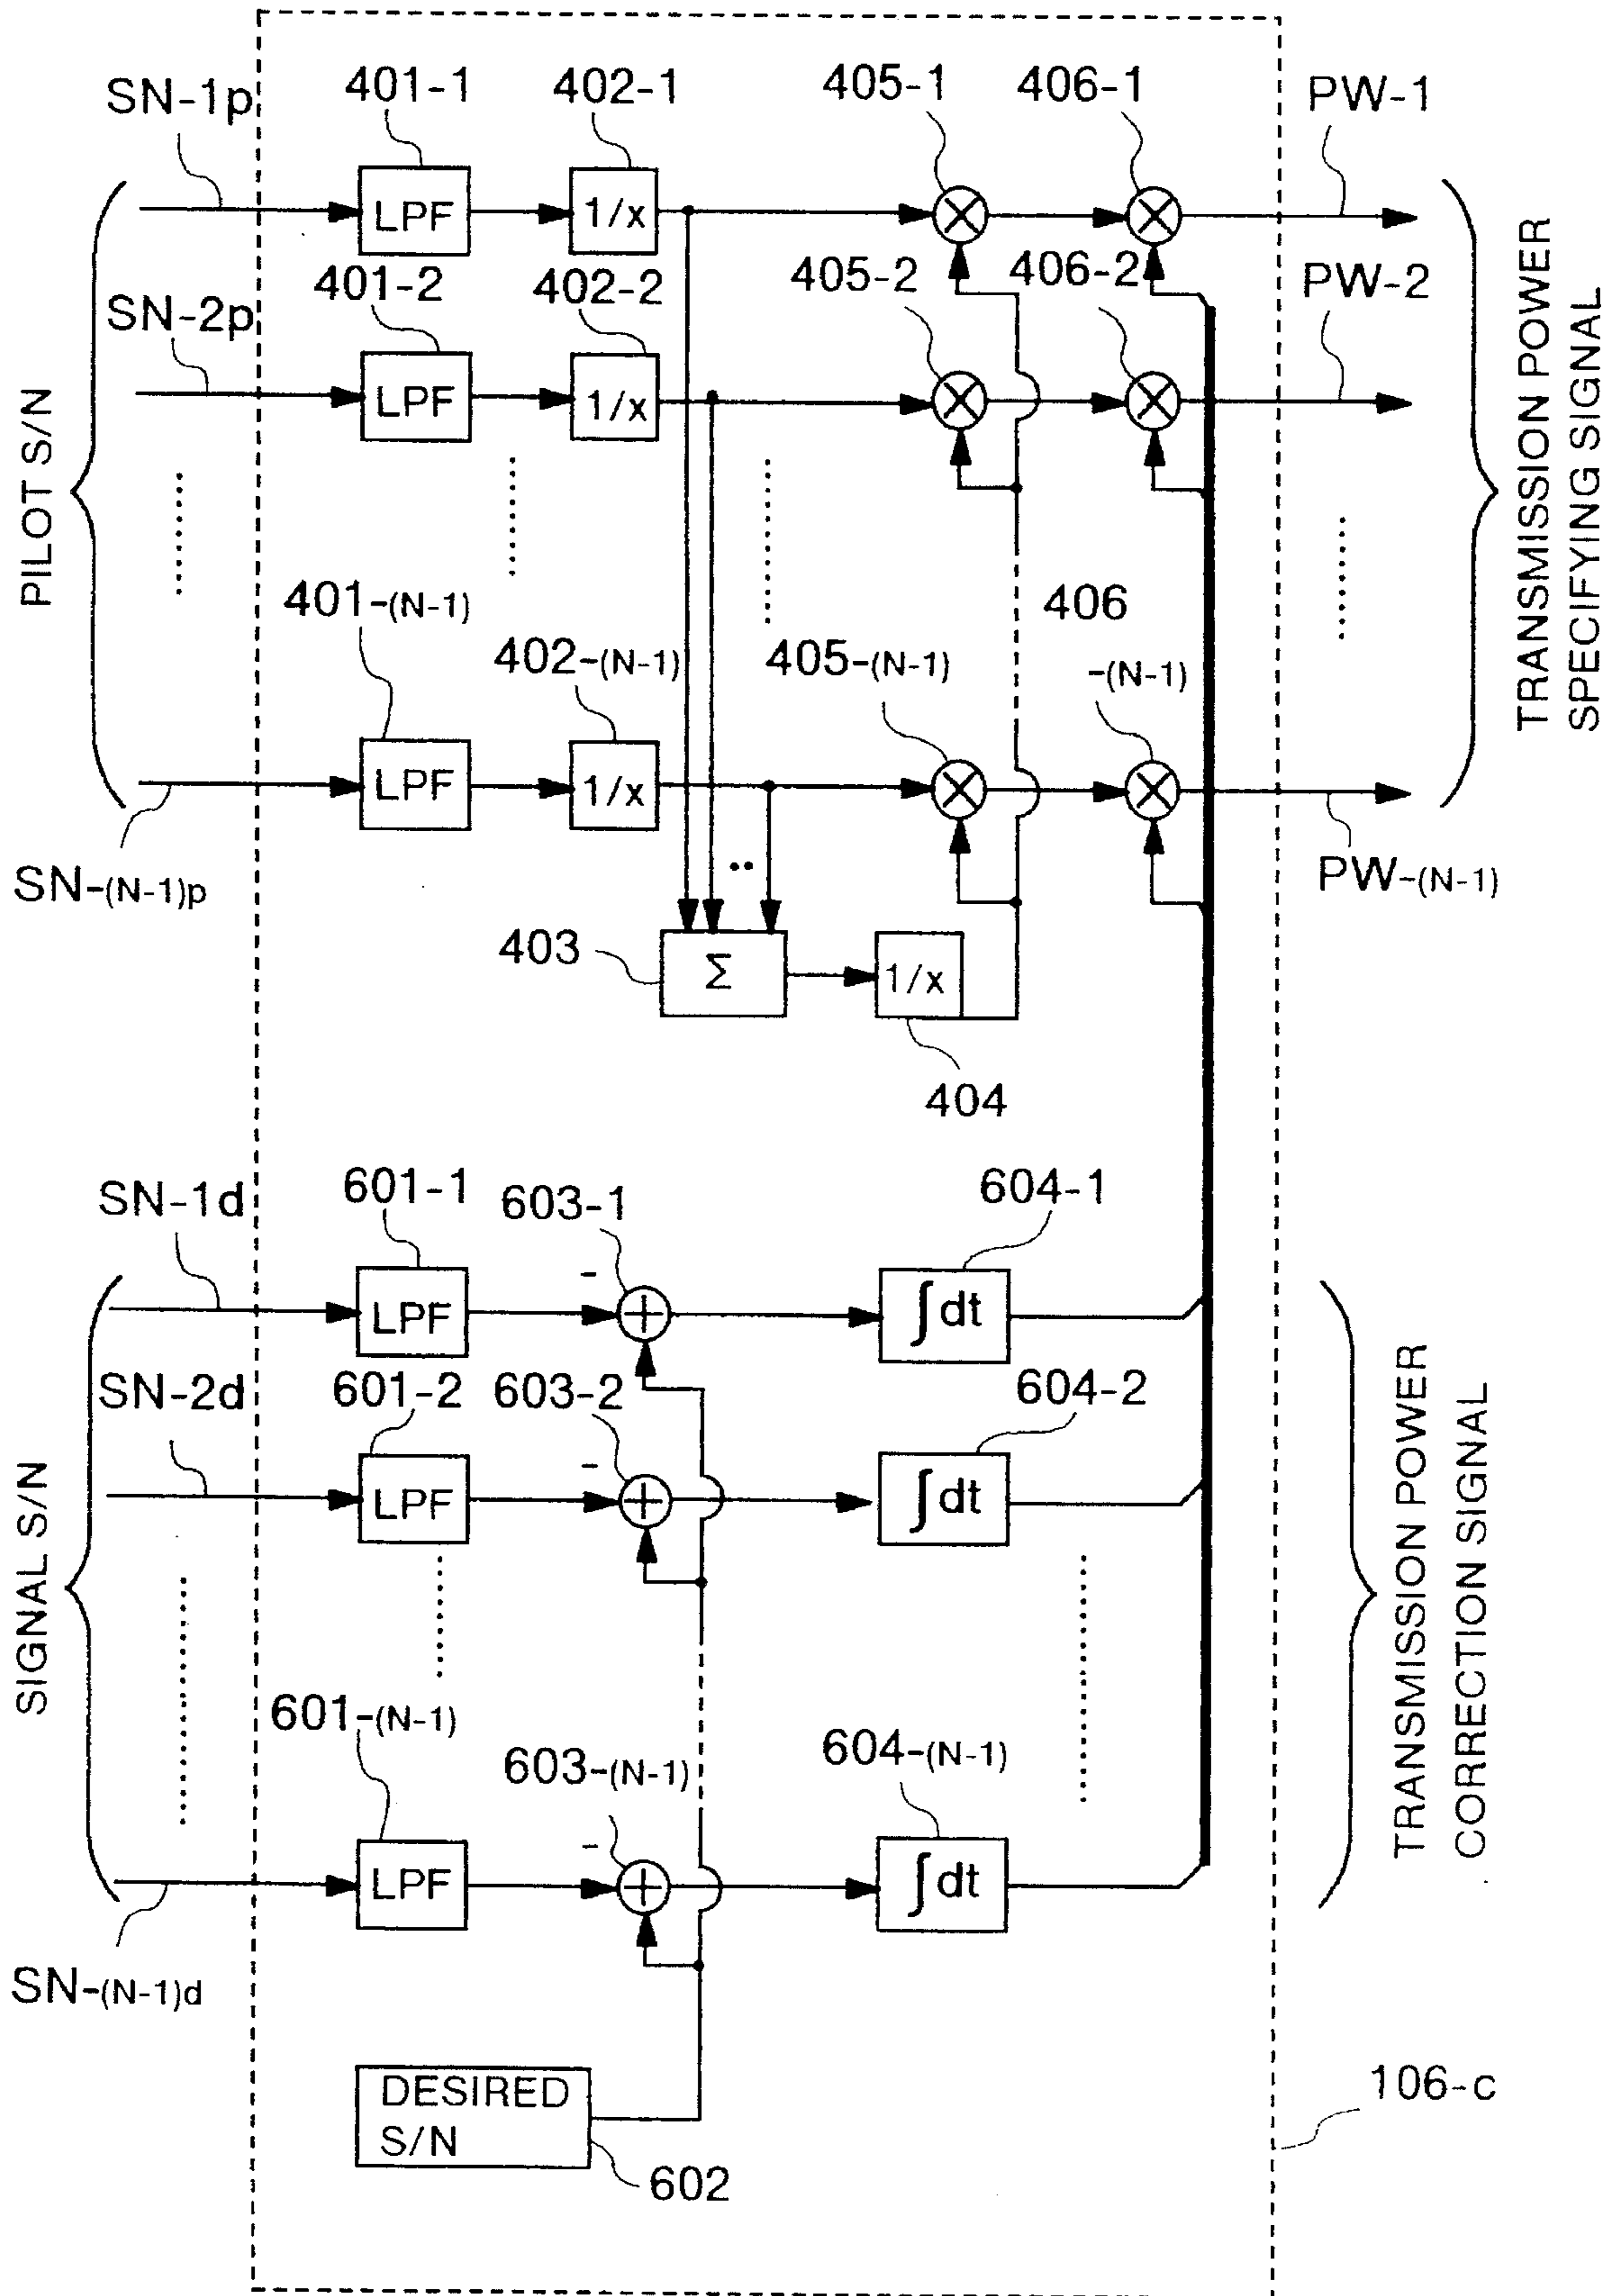 401-1
402-1
405-1
406-1
SN-1p
PW-1
LPF
1/x
401-2
402-2
405-2
406-2
SN-2p
PW-2
LPF
1/x
PILOT S/N
TRANSMISSION POWER
SPECIFYING SIGNAL
401-(N-1)
402-(N-1)
405-(N-1)
406
-(N-1)
LPF
1/x
SN-(N-1)p
PW-(N-1)
403
Σ
1/x
404
SN-1d
601-1
603-1
604-1
LPF
-
+
∫dt
SN-2d
601-2
603-2
604-2
LPF
-
+
∫dt
SIGNAL S/N
TRANSMISSION POWER
CORRECTION SIGNAL
601-(N-1)
603-(N-1)
604-(N-1)
LPF
-
+
∫dt
SN-(N-1)d
DESIRED
S/N
602
106-c